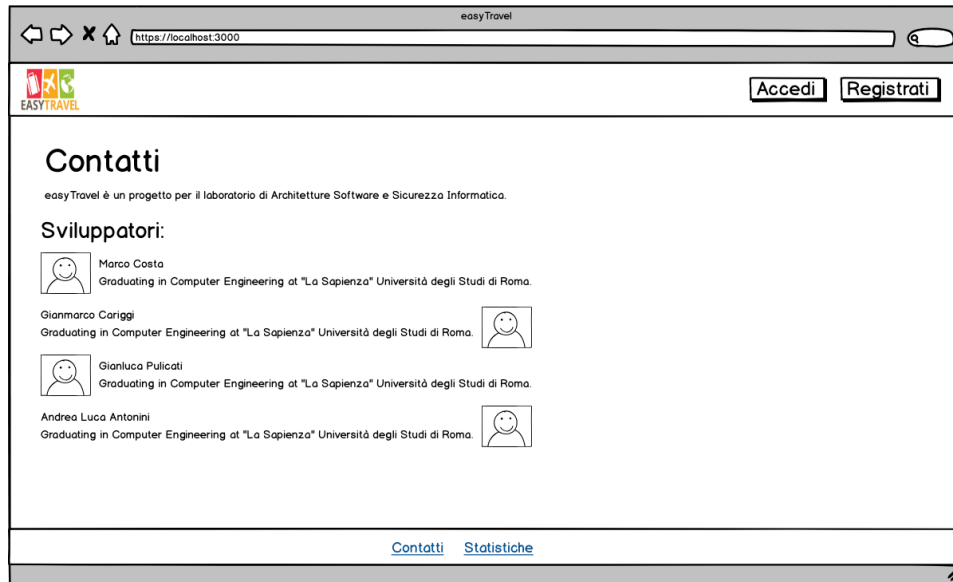 easyTravel
https://localhost:3000
EASYTRAVEL
Accedi
Registrati
Contatti
easyTravel è un progetto per il laboratorio di Architetture Software e Sicurezza Informatica.
Sviluppatori:
Marco Costa
Graduating in Computer Engineering at "La Sapienza" Università degli Studi di Roma.
Gianmarco Cariggi
Graduating in Computer Engineering at "La Sapienza" Università degli Studi di Roma.
Gianluca Pulicati
Graduating in Computer Engineering at "La Sapienza" Università degli Studi di Roma.
Andrea Luca Antonini
Graduating in Computer Engineering at "La Sapienza" Università degli Studi di Roma.
Contatti
Statistiche